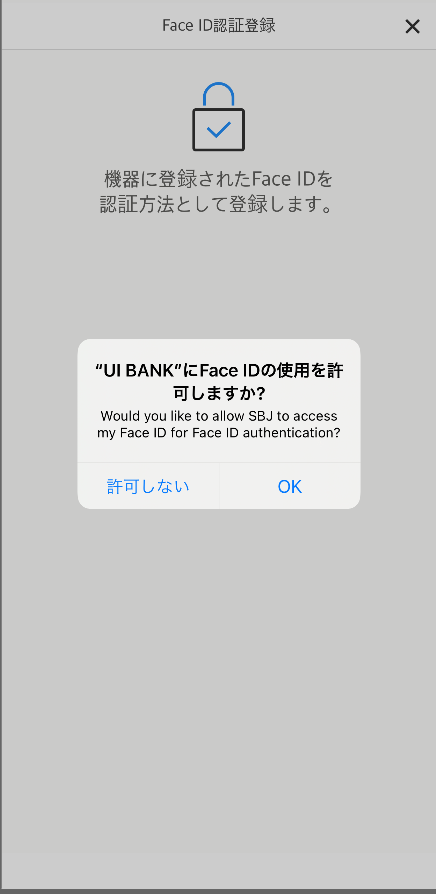 Face ID認証登録
機器に登録されたFace IDを
認証方法として登録します。
“UI BANK”にFace IDの使用を許
可しますか?
Would you like to allow SBJ to access
my Face ID for Face ID authentication?
許可しない OK